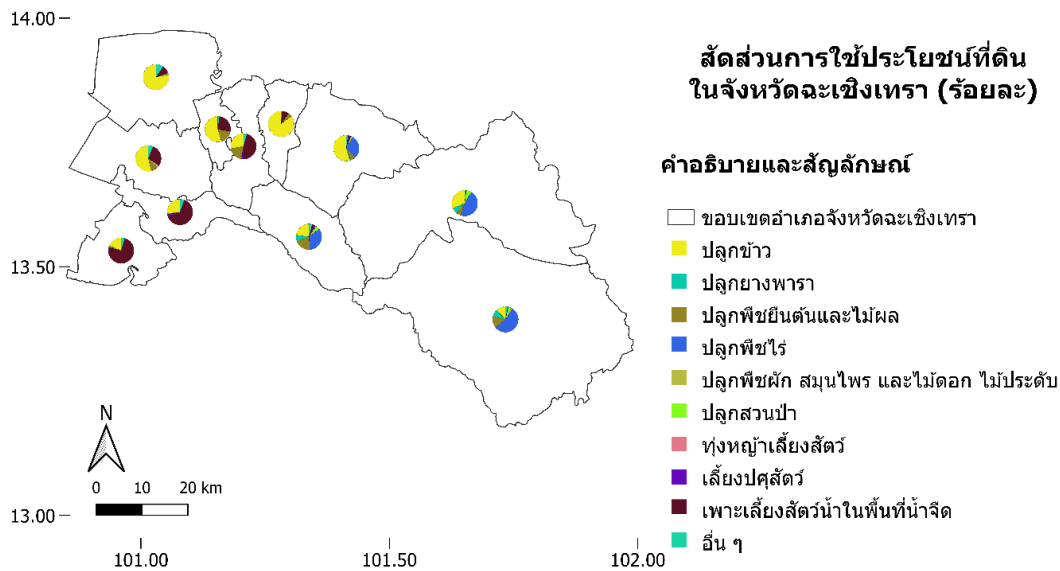 สัดส่วนการใช้ประโยชน์ที่ดิน
ในจังหวัดฉะเชิงเทรา (ร้อยละ)
คำอธิบายและสัญลักษณ์
ขอบเขตอำเภอจังหวัดฉะเชิงเทรา
ปลูกข้าว
ปลูกยางพารา
ปลูกพืชยืนต้นและไม้ผล
ปลูกพืชไร่
ปลูกพืชผัก สมุนไพร และไม้ดอก ไม้ประดับ
ปลูกสวนป่า
ทุ่งหญ้าเลี้ยงสัตว์
เลี้ยงปศุสัตว์
เพาะเลี้ยงสัตว์น้ำในพื้นที่น้ำจืด
อื่น ๆ
14.00
13.50
13.00
N
0 10 20 km
101.00 101.50 102.00